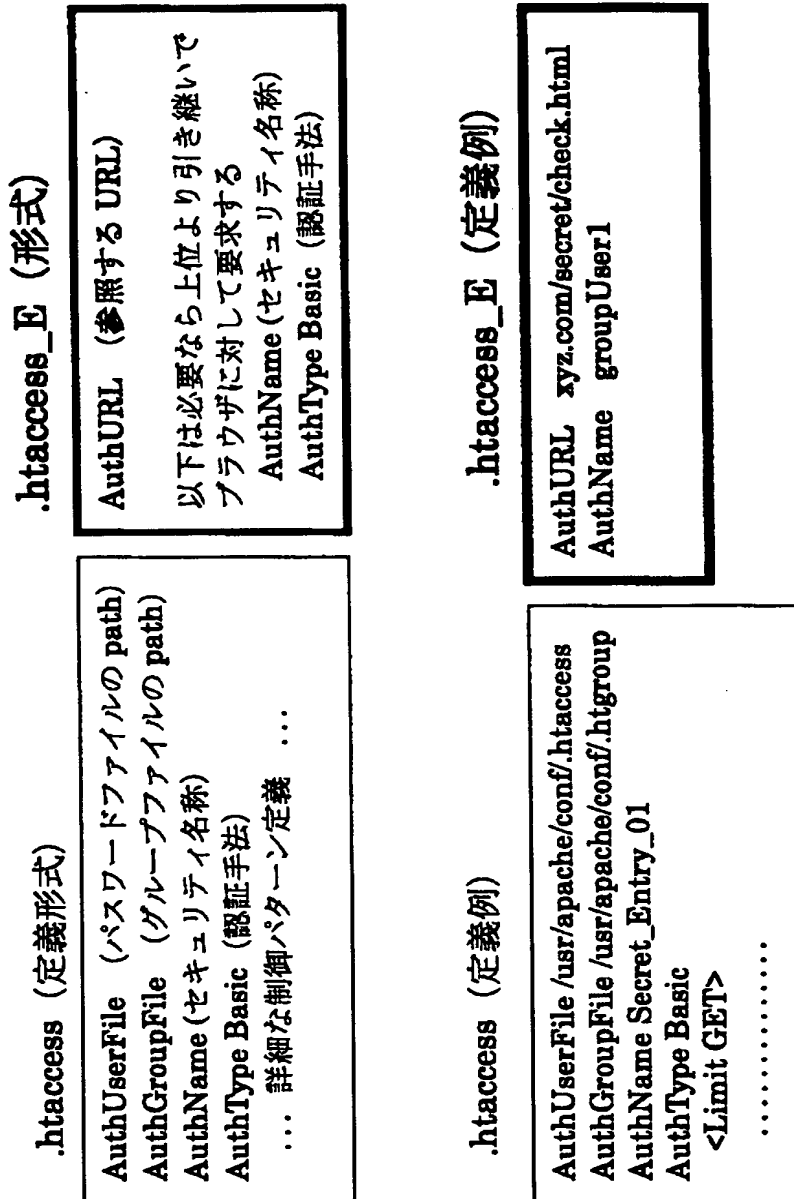 .htaccess (定義形式)
AuthUserFile (パスワードファイルの path)
AuthGroupFile (グループファイルの path)
AuthName (セキュリティ名称)
AuthType Basic (認証手法)
... 詳細な制御パターン定義 ...
.htaccess_E (形式)
AuthURL (参照する URL)
以下は必要なら上位より引き継いで
ブラウザに対して要求する
AuthName (セキュリティ名称)
AuthType Basic (認証手法)
.htaccess (定義例)
AuthUserFile /usr/apache/conf/.htaccess
AuthGroupFile /usr/apache/conf/.htgroup
AuthName Secret_Entry_01
AuthType Basic
<Limit GET>
..............
.htaccess_E (定義例)
AuthURL xyz.com/secret/check.html
AuthName groupUser1